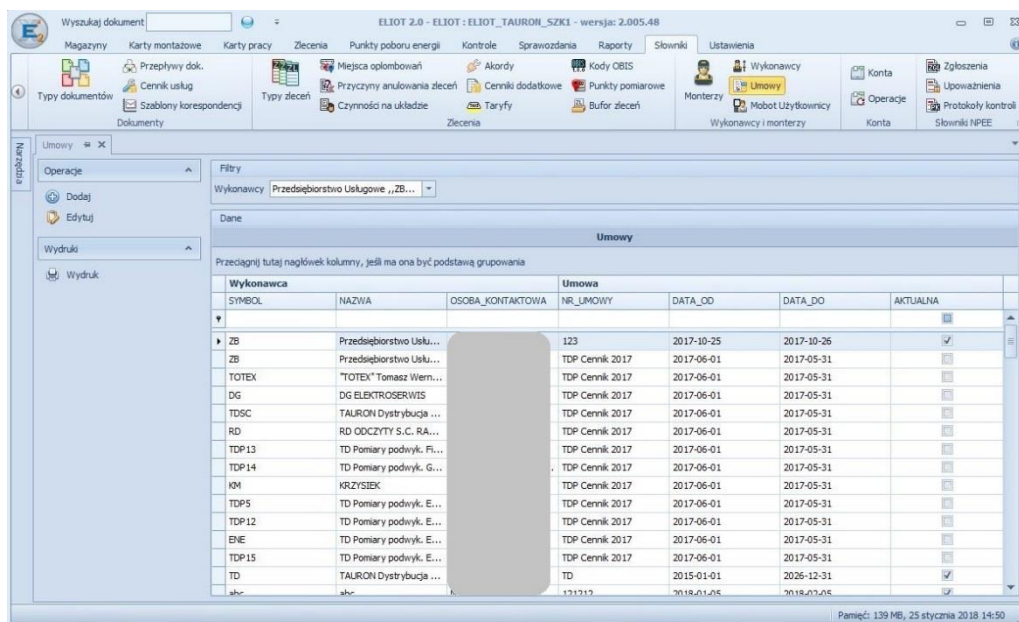 Wyszukaj dokument
ELIOT 2.0 - ELIOT : ELIOT_TAURON_SZK1 - wersja: 2.005.48
Magazyny Karty montażowe Karty pracy Zlecenia Punkty poboru energii Kontrole Sprawozdania Raporty Słowniki Ustawienia
Typy dokumentów
Przepływy dok.
Cennik usług
Szablony korespondencji
Dokumenty
Typy zleceń
Miejsca oplombowań
Przyczyny anulowania zleceń
Czynności na układzie
Akordy
Cenniki dodatkowe
Taryfy
Kody OBIS
Punkty pomiarowe
Bufor zleceń
Zlecenia
Monterzy
Wykonawcy
Umowy
Mobot Użytkownicy
Wykonawcy i monterzy
Konta
Operacje
Konta
Zgłoszenia
Upoważnienia
Protokoły kontroli
Słowniki NPEE
Narzędzia
Umowy
Operacje
Dodaj
Edytuj
Wydruki
Wydruk
Filtry
Wykonawcy Przedsiębiorstwo Usługowe ,,ZB...
Dane
Umowy
Przeciągnij tutaj nagłówek kolumny, jeśli ma ona być podstawą grupowania
Wykonawca Umowa
SYMBOL NAZWA OSOBA_KONTAKTOWA NR_UMOWY DATA_OD DATA_DO AKTUALNA
ZB Przedsiębiorstwo Usłu... 123 2017-10-25 2017-10-26
ZB Przedsiębiorstwo Usłu... TDP Cennik 2017 2017-06-01 2017-05-31
TOTEX "TOTEX" Tomasz Wern... TDP Cennik 2017 2017-06-01 2017-05-31
DG DG ELEKTROSERWIS TDP Cennik 2017 2017-06-01 2017-05-31
TDSC TAURON Dystrybucja ... TDP Cennik 2017 2017-06-01 2017-05-31
RD RD ODCZYTY S.C. RA... TDP Cennik 2017 2017-06-01 2017-05-31
TDP13 TD Pomiary podwyk. Fi... TDP Cennik 2017 2017-06-01 2017-05-31
TDP14 TD Pomiary podwyk. G... TDP Cennik 2017 2017-06-01 2017-05-31
KM KRZYSIEK TDP Cennik 2017 2017-06-01 2017-05-31
TDP5 TD Pomiary podwyk. E... TDP Cennik 2017 2017-06-01 2017-05-31
TDP12 TD Pomiary podwyk. E... TDP Cennik 2017 2017-06-01 2017-05-31
ENE TD Pomiary podwyk. E... TDP Cennik 2017 2017-06-01 2017-05-31
TDP15 TD Pomiary podwyk. E... TDP Cennik 2017 2017-06-01 2017-05-31
TD TAURON Dystrybucja ... TD 2015-01-01 2026-12-31
abc abc 121212 2018-01-05 2018-02-05
Pamięć: 139 MB, 25 stycznia 2018 14:50